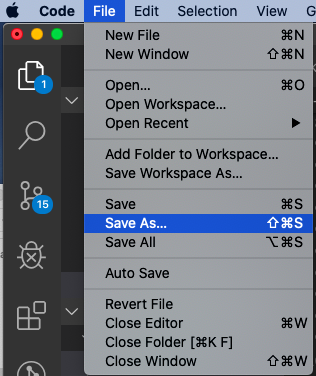 Code File Edit Selection View G
New File ⌘N
New Window ⇧⌘N
Open... ⌘O
Open Workspace...
Open Recent ▶
Add Folder to Workspace...
Save Workspace As...
Save ⌘S
Save As... ⇧⌘S
Save All ⌥⌘S
Auto Save
Revert File
Close Editor ⌘W
Close Folder [⌘K F]
Close Window ⇧⌘W
1
15